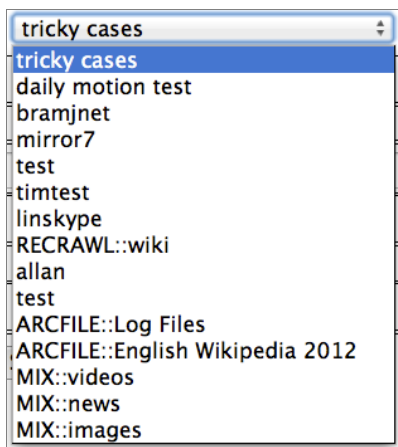 tricky cases
tricky cases
daily motion test
bramjnet
mirror7
test
timtest
linskype
RECRAWL::wiki
allan
test
ARCFILE::Log Files
ARCFILE::English Wikipedia 2012
MIX::videos
MIX::news
MIX::images